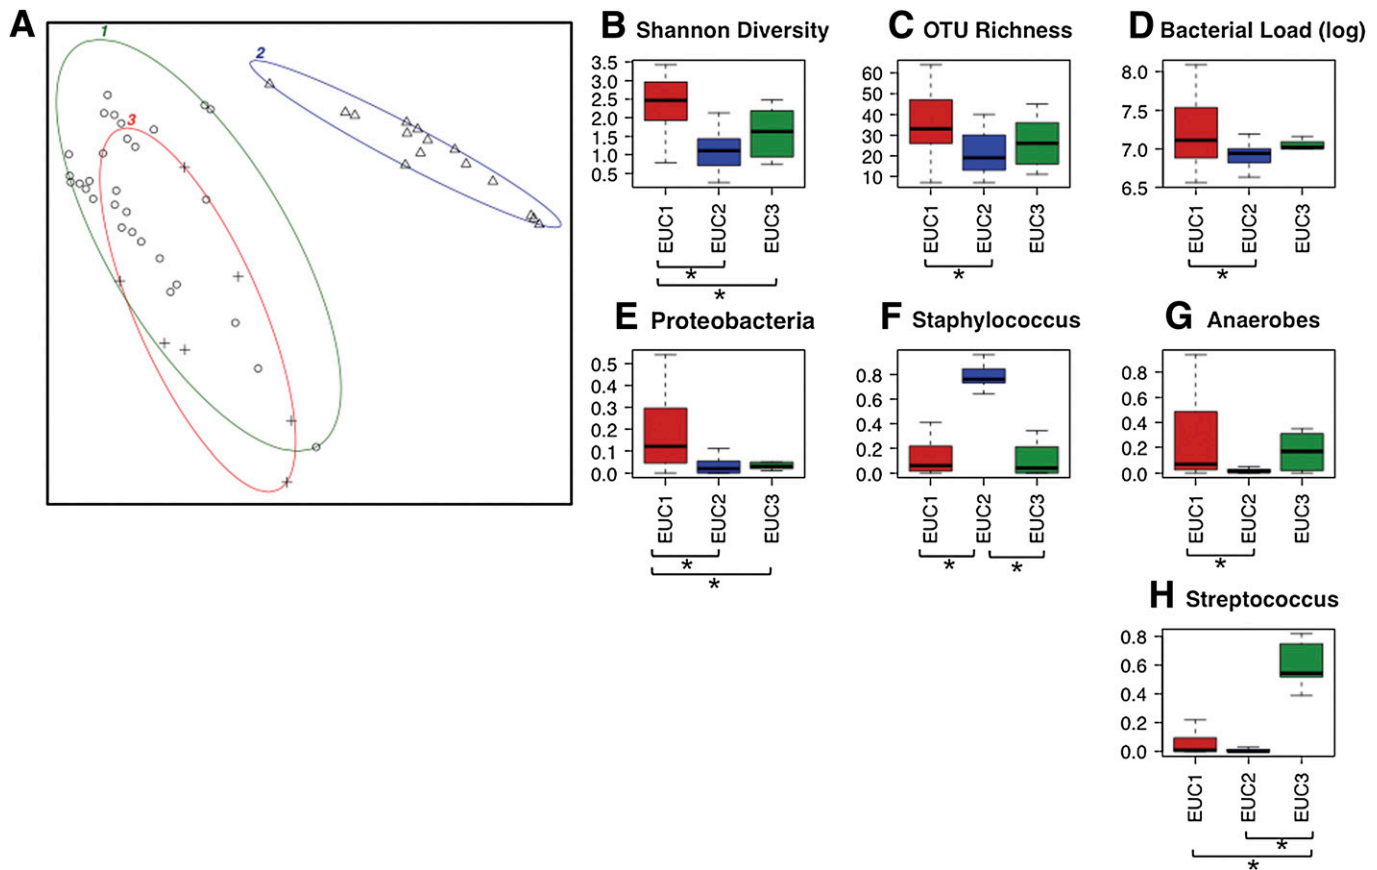 A
1
2
3
B Shannon Diversity
3.5
3.0
2.5
2.0
1.5
1.0
0.5
EUC1
EUC2
EUC3
*
*
C OTU Richness
60
50
40
30
20
10
EUC1
EUC2
EUC3
*
D Bacterial Load (log)
8.0
7.5
7.0
6.5
EUC1
EUC2
EUC3
*
E Proteobacteria
0.5
0.4
0.3
0.2
0.1
0.0
EUC1
EUC2
EUC3
*
*
F Staphylococcus
0.8
0.6
0.4
0.2
0.0
EUC1
EUC2
EUC3
*
*
G Anaerobes
0.8
0.6
0.4
0.2
0.0
EUC1
EUC2
EUC3
*
H Streptococcus
0.8
0.6
0.4
0.2
0.0
EUC1
EUC2
EUC3
*
*